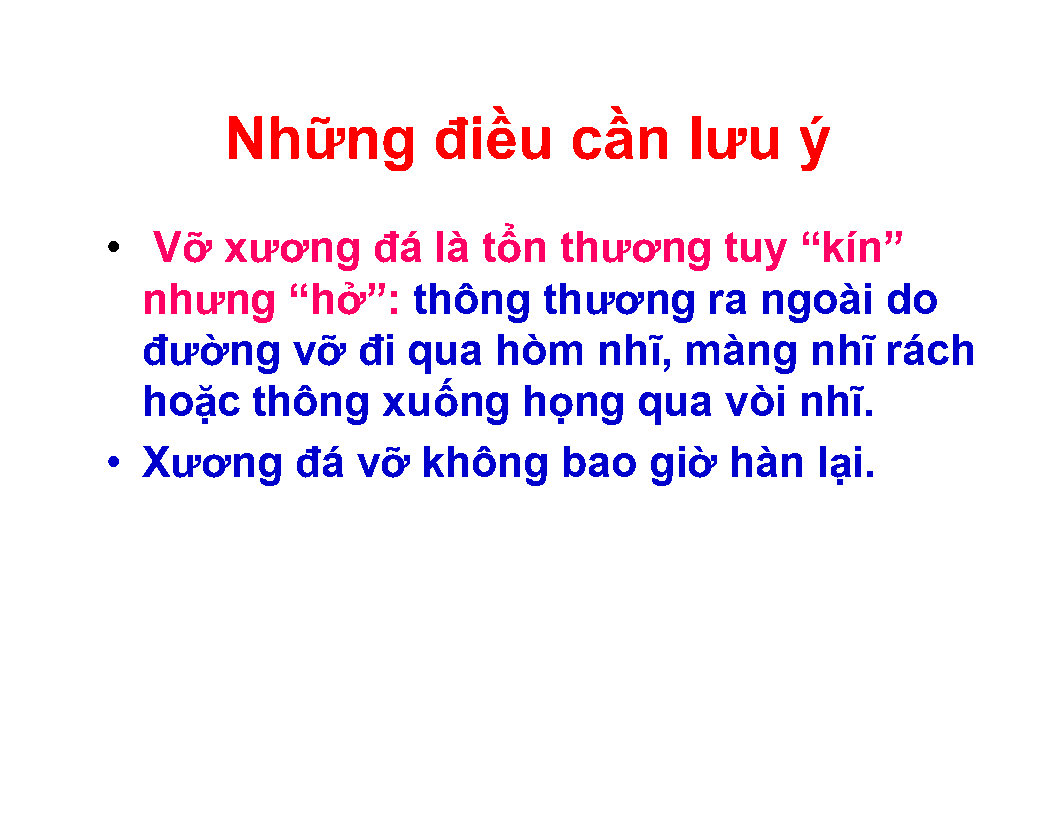 Những điều cần lưu ý
• Vỡ xương đá là tổn thương tuy “kín”
nhưng “hở”: thông thương ra ngoài do
đường vỡ đi qua hòm nhĩ, màng nhĩ rách
hoặc thông xuống họng qua vòi nhĩ.
• Xương đá vỡ không bao giờ hàn lại.